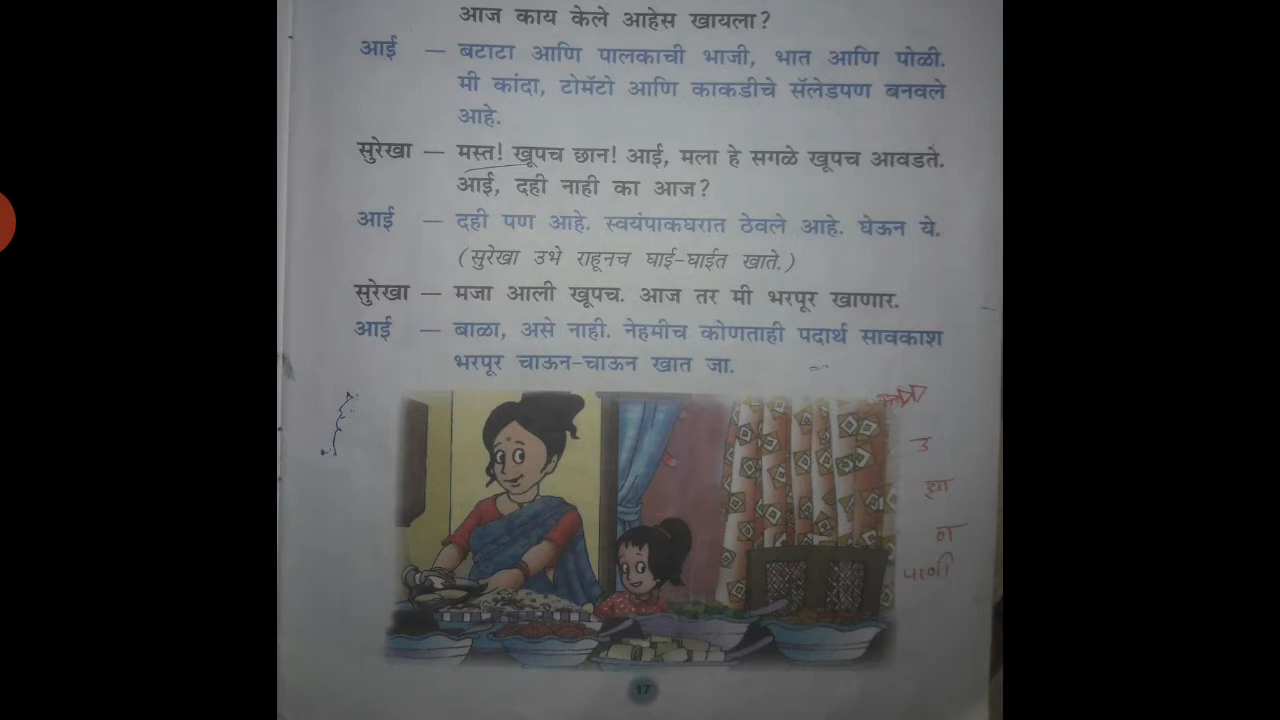 आज काय केले आहेस खायला?
आई — बटाटा आणि पालकाची भाजी, भात आणि पोळी.
मी कांदा, टोमॅटो आणि काकडीचे सॅलेडपण बनवले
आहे.
सुरेखा — मस्त! खूपच छान! आई, मला हे सगळे खूपच आवडते.
आई, दही नाही का आज?
आई — दही पण आहे. स्वयंपाकघरात ठेवले आहे. घेऊन ये.
(सुरेखा उभे राहूनच घाई-घाईत खाते.)
सुरेखा — मजा आली खूपच. आज तर मी भरपूर खाणार.
आई — बाळा, असे नाही. नेहमीच कोणताही पदार्थ सावकाश
भरपूर चाऊन-चाऊन खात जा.
उ
झा
न
पाणी
17